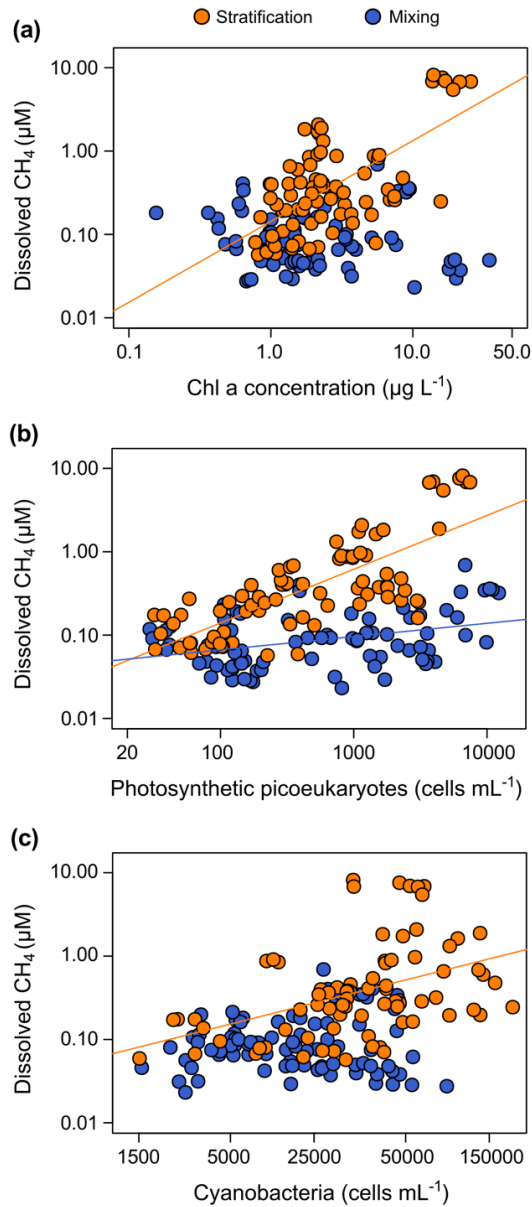 (a)
Stratification Mixing
10.00
1.00
0.10
0.01
Dissolved CH4 (µM)
0.1 1.0 10.0 50.0
Chl a concentration (µg L-1)
(b)
10.00
1.00
0.10
0.01
Dissolved CH4 (µM)
20 100 1000 10000
Photosynthetic picoeukaryotes (cells mL-1)
(c)
10.00
1.00
0.10
0.01
Dissolved CH4 (µM)
1500 5000 25000 50000 150000
Cyanobacteria (cells mL-1)